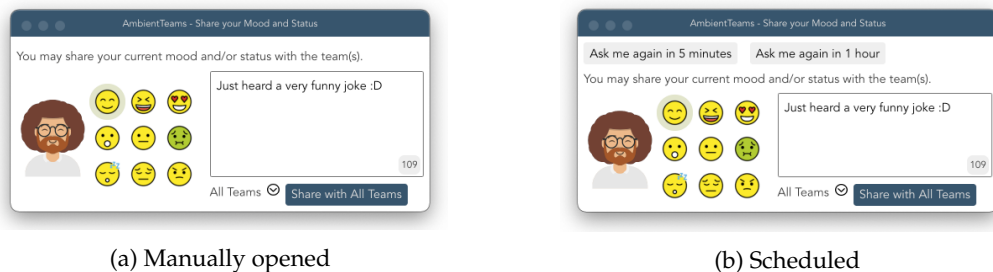 AmbientTeams - Share your Mood and Status
You may share your current mood and/or status with the team(s).
Just heard a very funny joke :D
109
All Teams Share with All Teams
(a) Manually opened
AmbientTeams - Share your Mood and Status
Ask me again in 5 minutes Ask me again in 1 hour
You may share your current mood and/or status with the team(s).
Just heard a very funny joke :D
109
All Teams Share with All Teams
(b) Scheduled